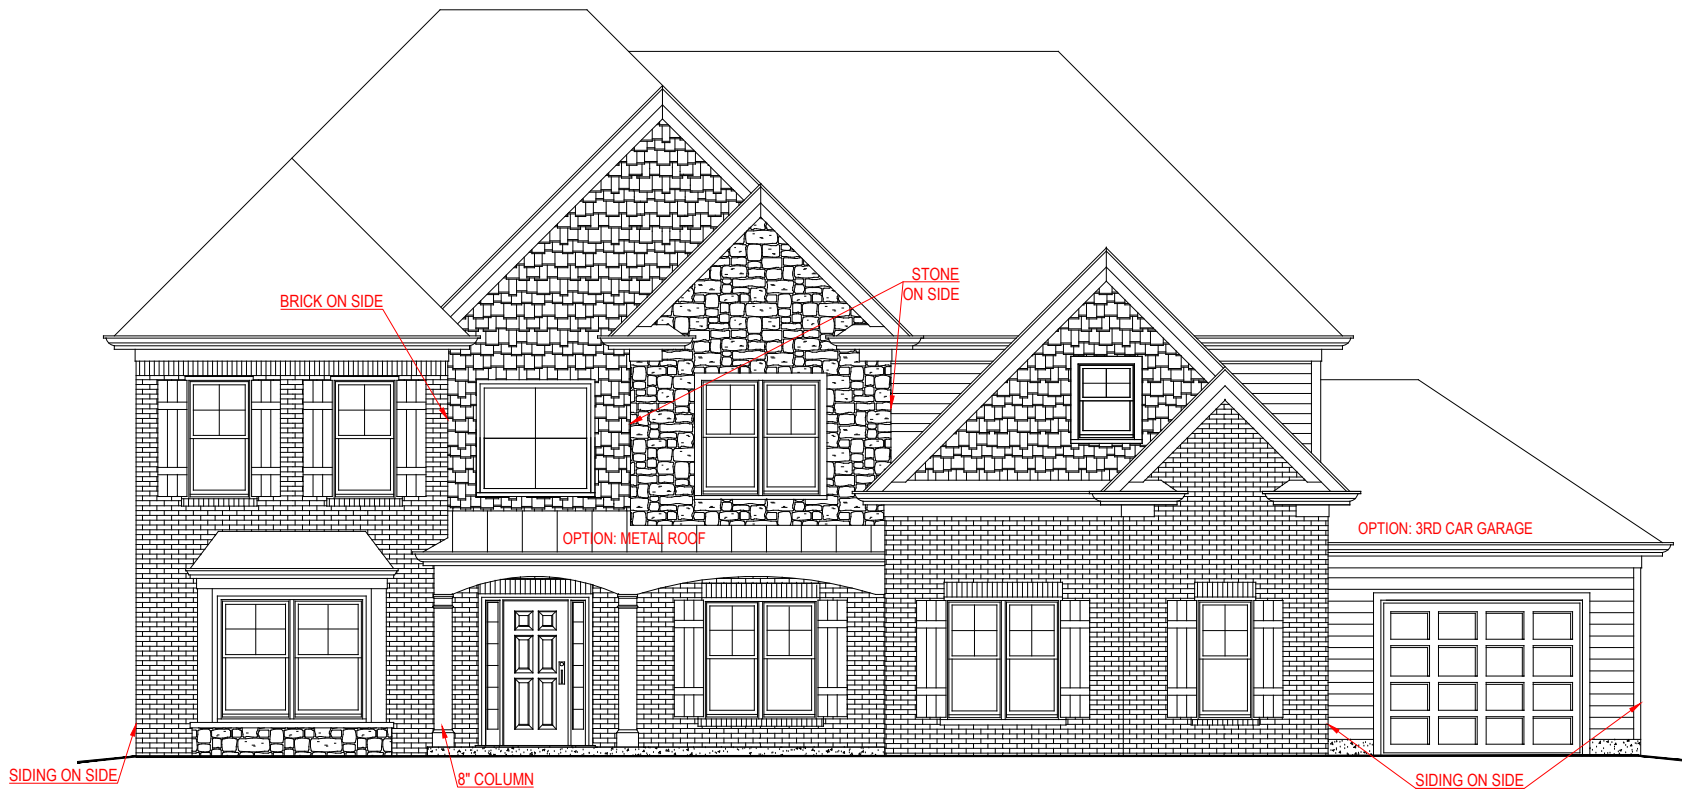 STONE
ON SIDE
BRICK ON SIDE
OPTION: METAL ROOF
OPTION: 3RD CAR GARAGE
SIDING ON SIDE
8" COLUMN
SIDING ON SIDE